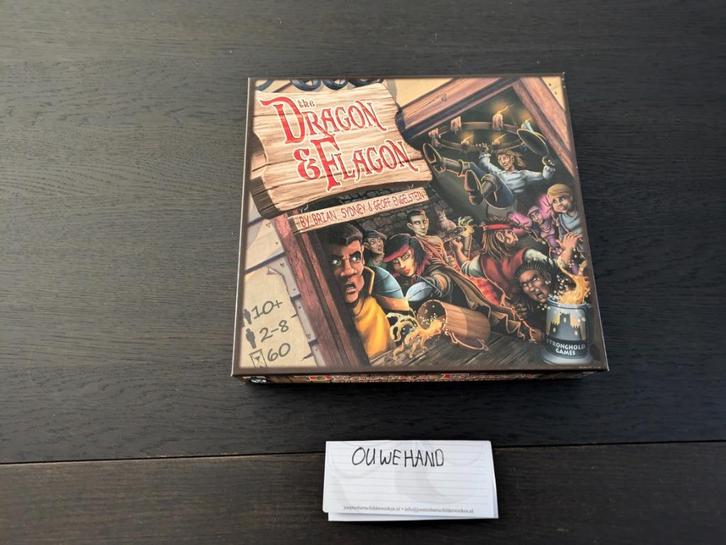 the
DRAGON
& FLAGON
BY BRIAN, SYDNEY & GEOFF ENGELSTEIN
10+
2-8
60
STRONGHOLD
GAMES
OUWEHAND